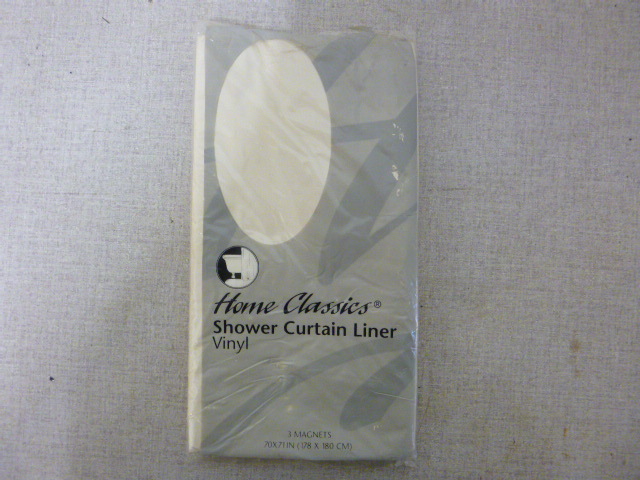 Home Classics®
Shower Curtain Liner
Vinyl
3 MAGNETS
70X71 IN (178 X 180 CM)